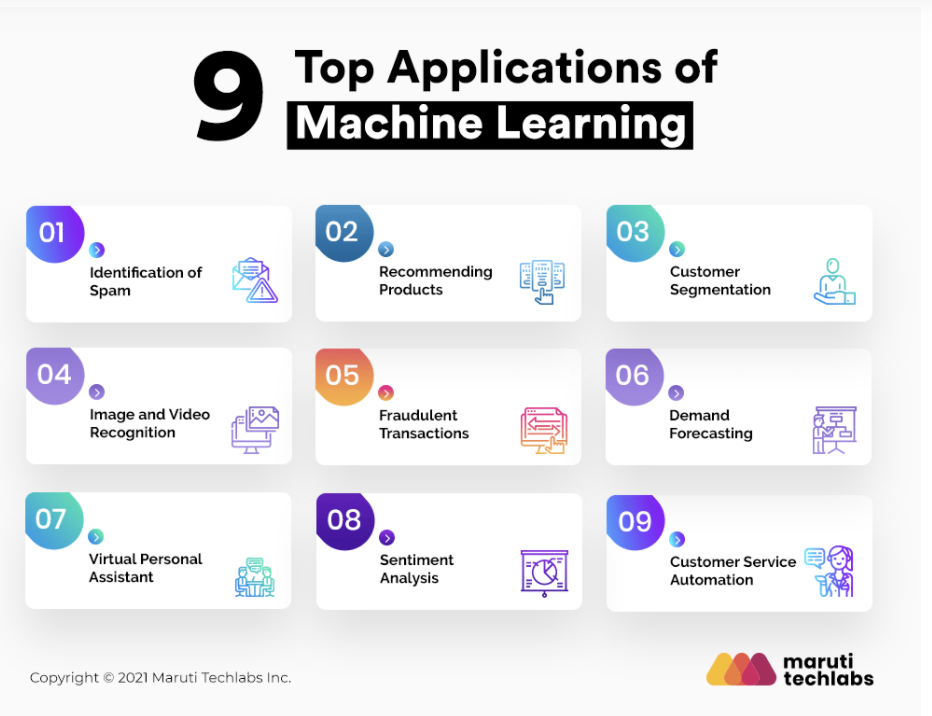 9
Top Applications of
Machine Learning
01
Identification of
Spam
02
Recommending
Products
03
Customer
Segmentation
04
Image and Video
Recognition
05
Fraudulent
Transactions
06
Demand
Forecasting
07
Virtual Personal
Assistant
08
Sentiment
Analysis
09
Customer Service
Automation
Copyright © 2021 Maruti Techlabs Inc.
maruti
techlabs